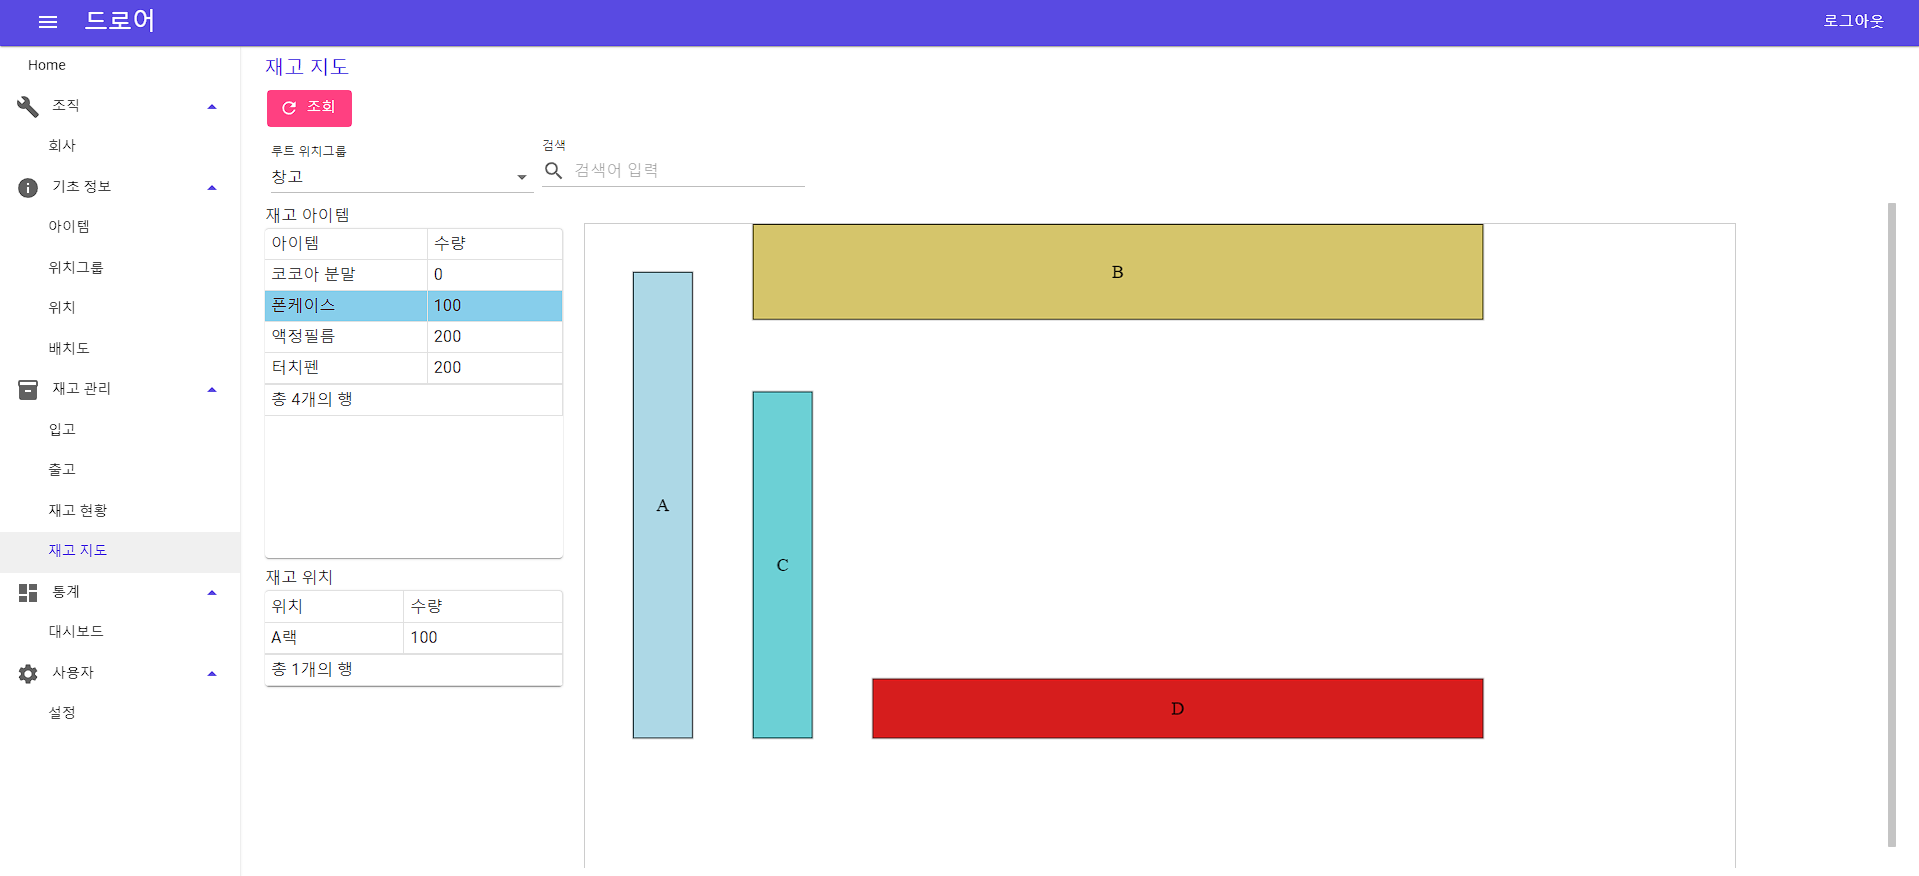 드로어
로그아웃
Home
조직
회사
기초 정보
아이템
위치그룹
위치
배치도
재고 관리
입고
출고
재고 현황
재고 지도
통계
대시보드
사용자
설정
재고 지도
조회
루트 위치그룹
창고
검색
검색어 입력
재고 아이템
아이템 수량
코코아 분말 0
폰케이스 100
액정필름 200
터치펜 200
총 4개의 행
재고 위치
위치 수량
A랙 100
총 1개의 행
B
A
C
D